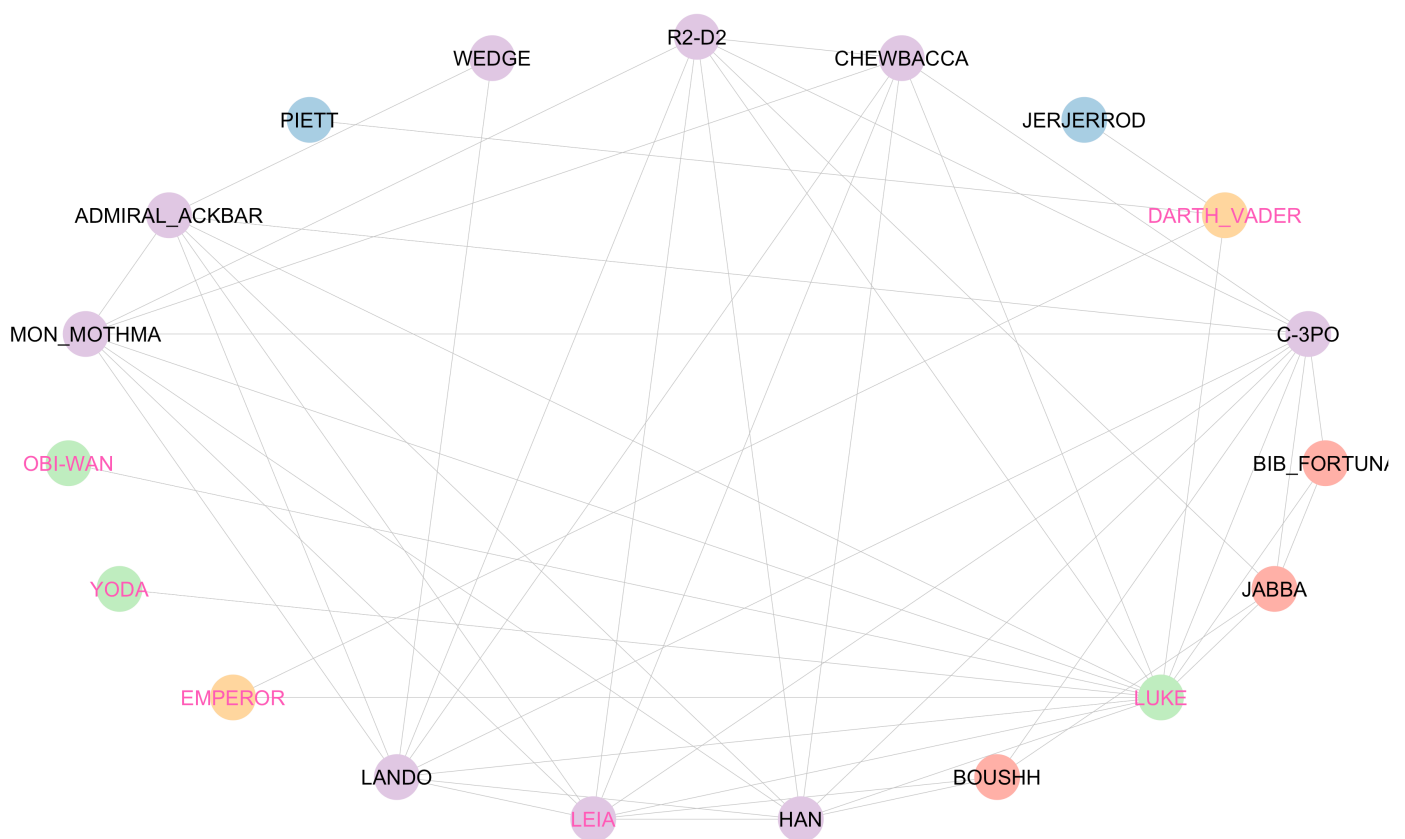 R2-D2
WEDGE
CHEWBACCA
PIETT
JERJERROD
ADMIRAL_ACKBAR
DARTH_VADER
MON_MOTHMA
C-3PO
OBI-WAN
BIB_FORTUNA
YODA
JABBA
EMPEROR
LUKE
LANDO
BOUSHH
LEIA
HAN